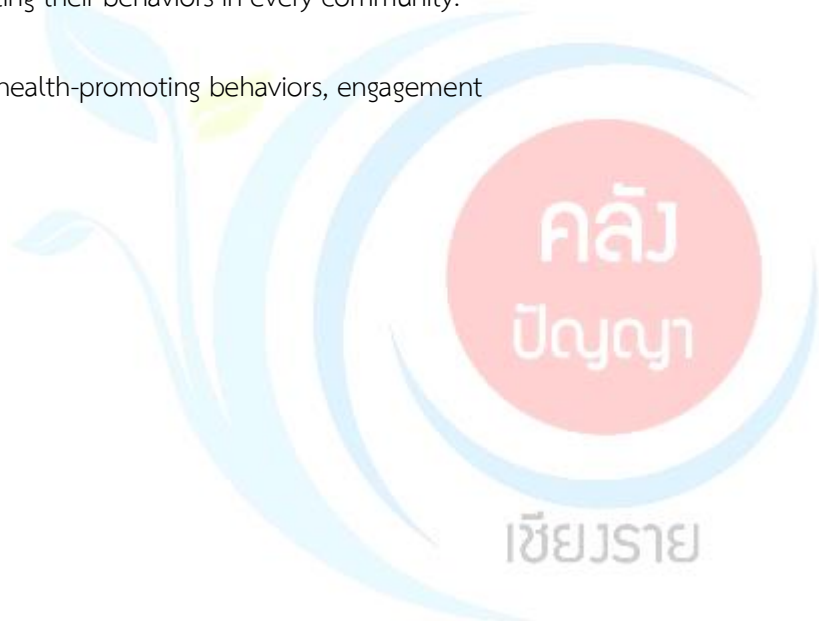 their behaviors in every community.
health-promoting behaviors, engagement
คลัง
ปัญญา
เชียงราย